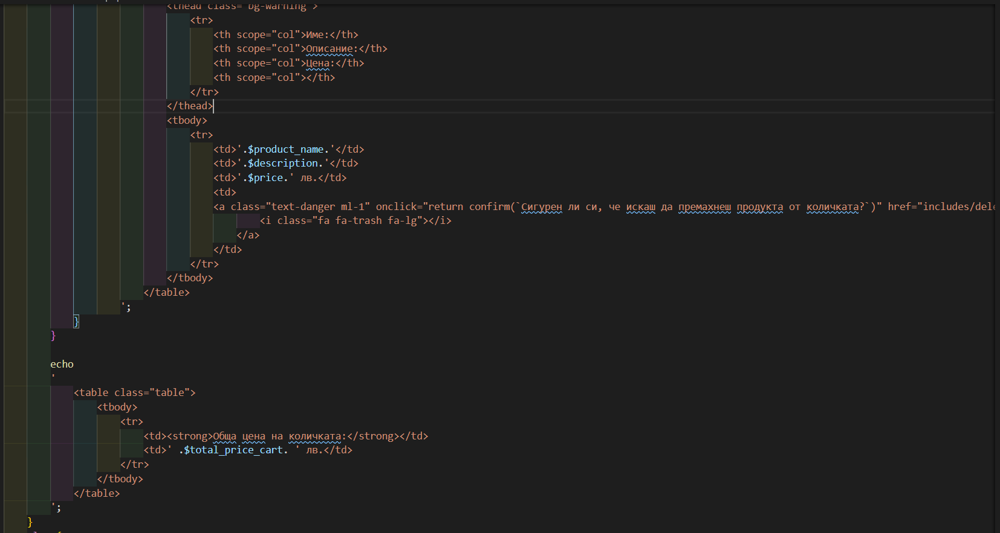 <thead class="bg-warning">
<tr>
<th scope="col">Име:</th>
<th scope="col">Описание:</th>
<th scope="col">Цена:</th>
<th scope="col"></th>
</tr>
</thead>
<tbody>
<tr>
<td>'.$product_name.'</td>
<td>'.$description.'</td>
<td>'.$price.' лв.</td>
<td>
<a class="text-danger ml-1" onclick="return confirm(`Сигурен ли си, че искаш да премахнеш продукта от количката?`)" href="includes/dele
<i class="fa fa-trash fa-lg"></i>
</a>
</td>
</tr>
</tbody>
</table>
';
}
}
echo
'
<table class="table">
<tbody>
<tr>
<td><strong>Обща цена на количката:</strong></td>
<td>' .$total_price_cart. ' лв.</td>
</tr>
</tbody>
</table>
';
}